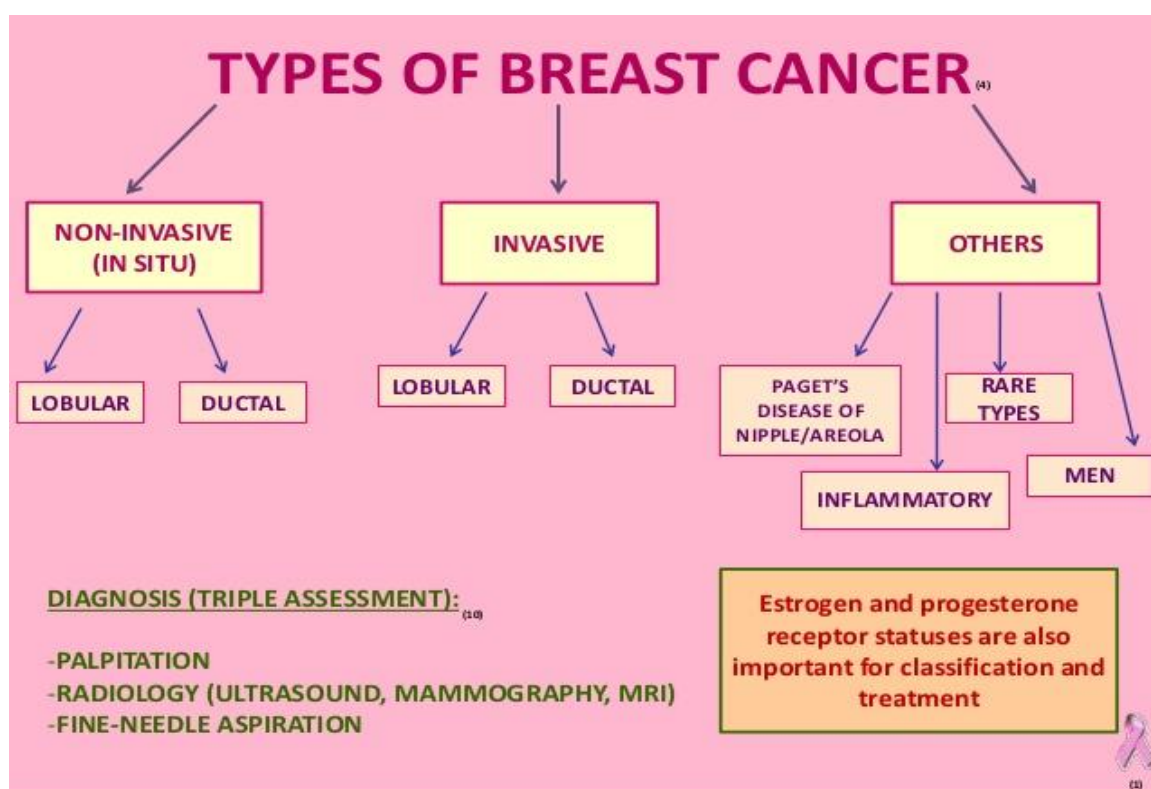 TYPES OF BREAST CANCER (4)
NON-INVASIVE
(IN SITU)
INVASIVE
OTHERS
LOBULAR
DUCTAL
LOBULAR
DUCTAL
PAGET'S
DISEASE OF
NIPPLE/AREOLA
RARE
TYPES
INFLAMMATORY
MEN
DIAGNOSIS (TRIPLE ASSESSMENT): (10)
-PALPITATION
-RADIOLOGY (ULTRASOUND, MAMMOGRAPHY, MRI)
-FINE-NEEDLE ASPIRATION
Estrogen and progesterone
receptor statuses are also
important for classification and
treatment
(1)